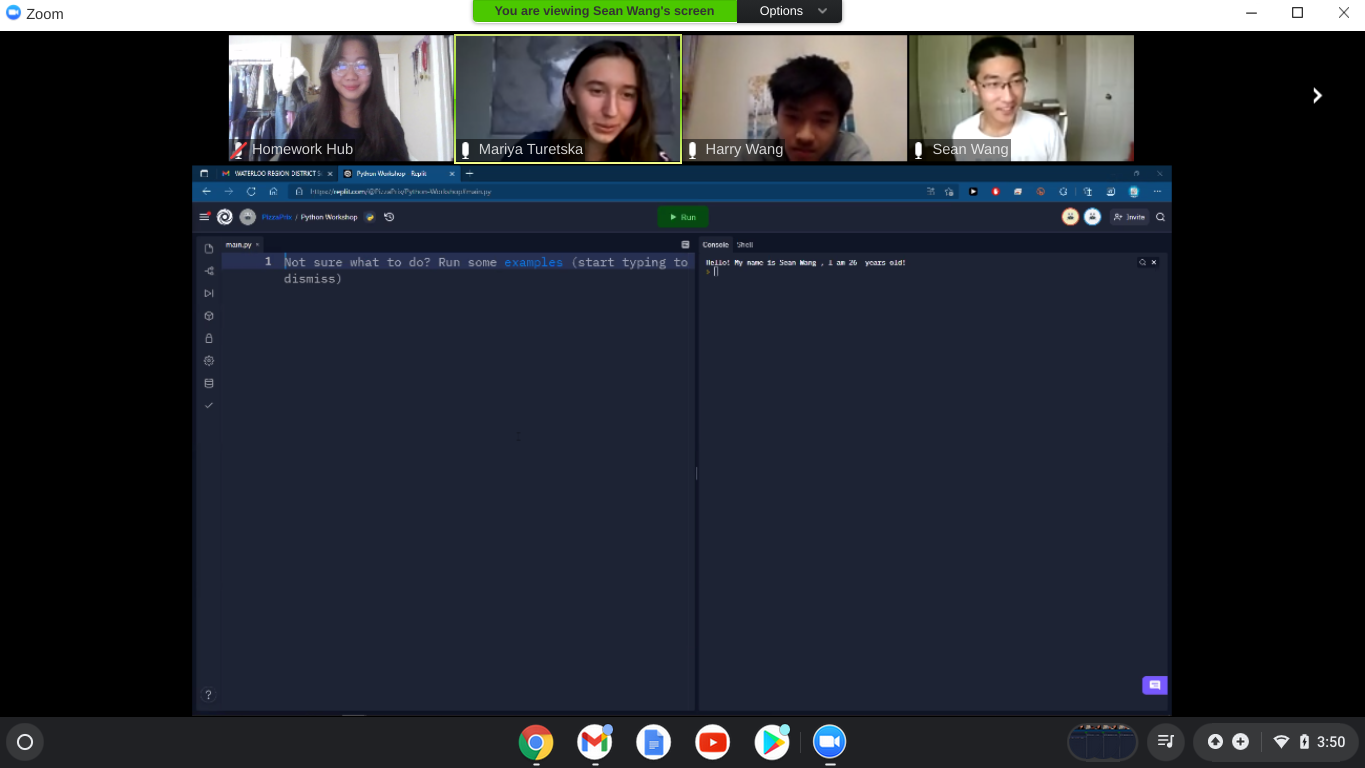 Zoom
You are viewing Sean Wang's screen
Options
Homework Hub
Mariya Turetska
Harry Wang
Sean Wang
WATERLOO REGION DISTRICT S
Python Workshop - Replit
https://replit.com/@PizzaPrix/Python-Workshop#main.py
PizzaPrix / Python Workshop
Run
Invite
main.py
Console
Shell
1
Not sure what to do? Run some examples (start typing to
dismiss)
Hello! My name is Sean Wang , I am 26 years old!
?
3:50